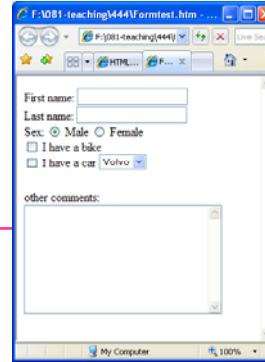 F:\081-teaching\444\Formtest.htm - ...
F:\081-teaching\444\ Live Sea
HTML... F...
First name:
Last name:
Sex: Male Female
I have a bike
I have a car Volvo
other comments:
My Computer 100%